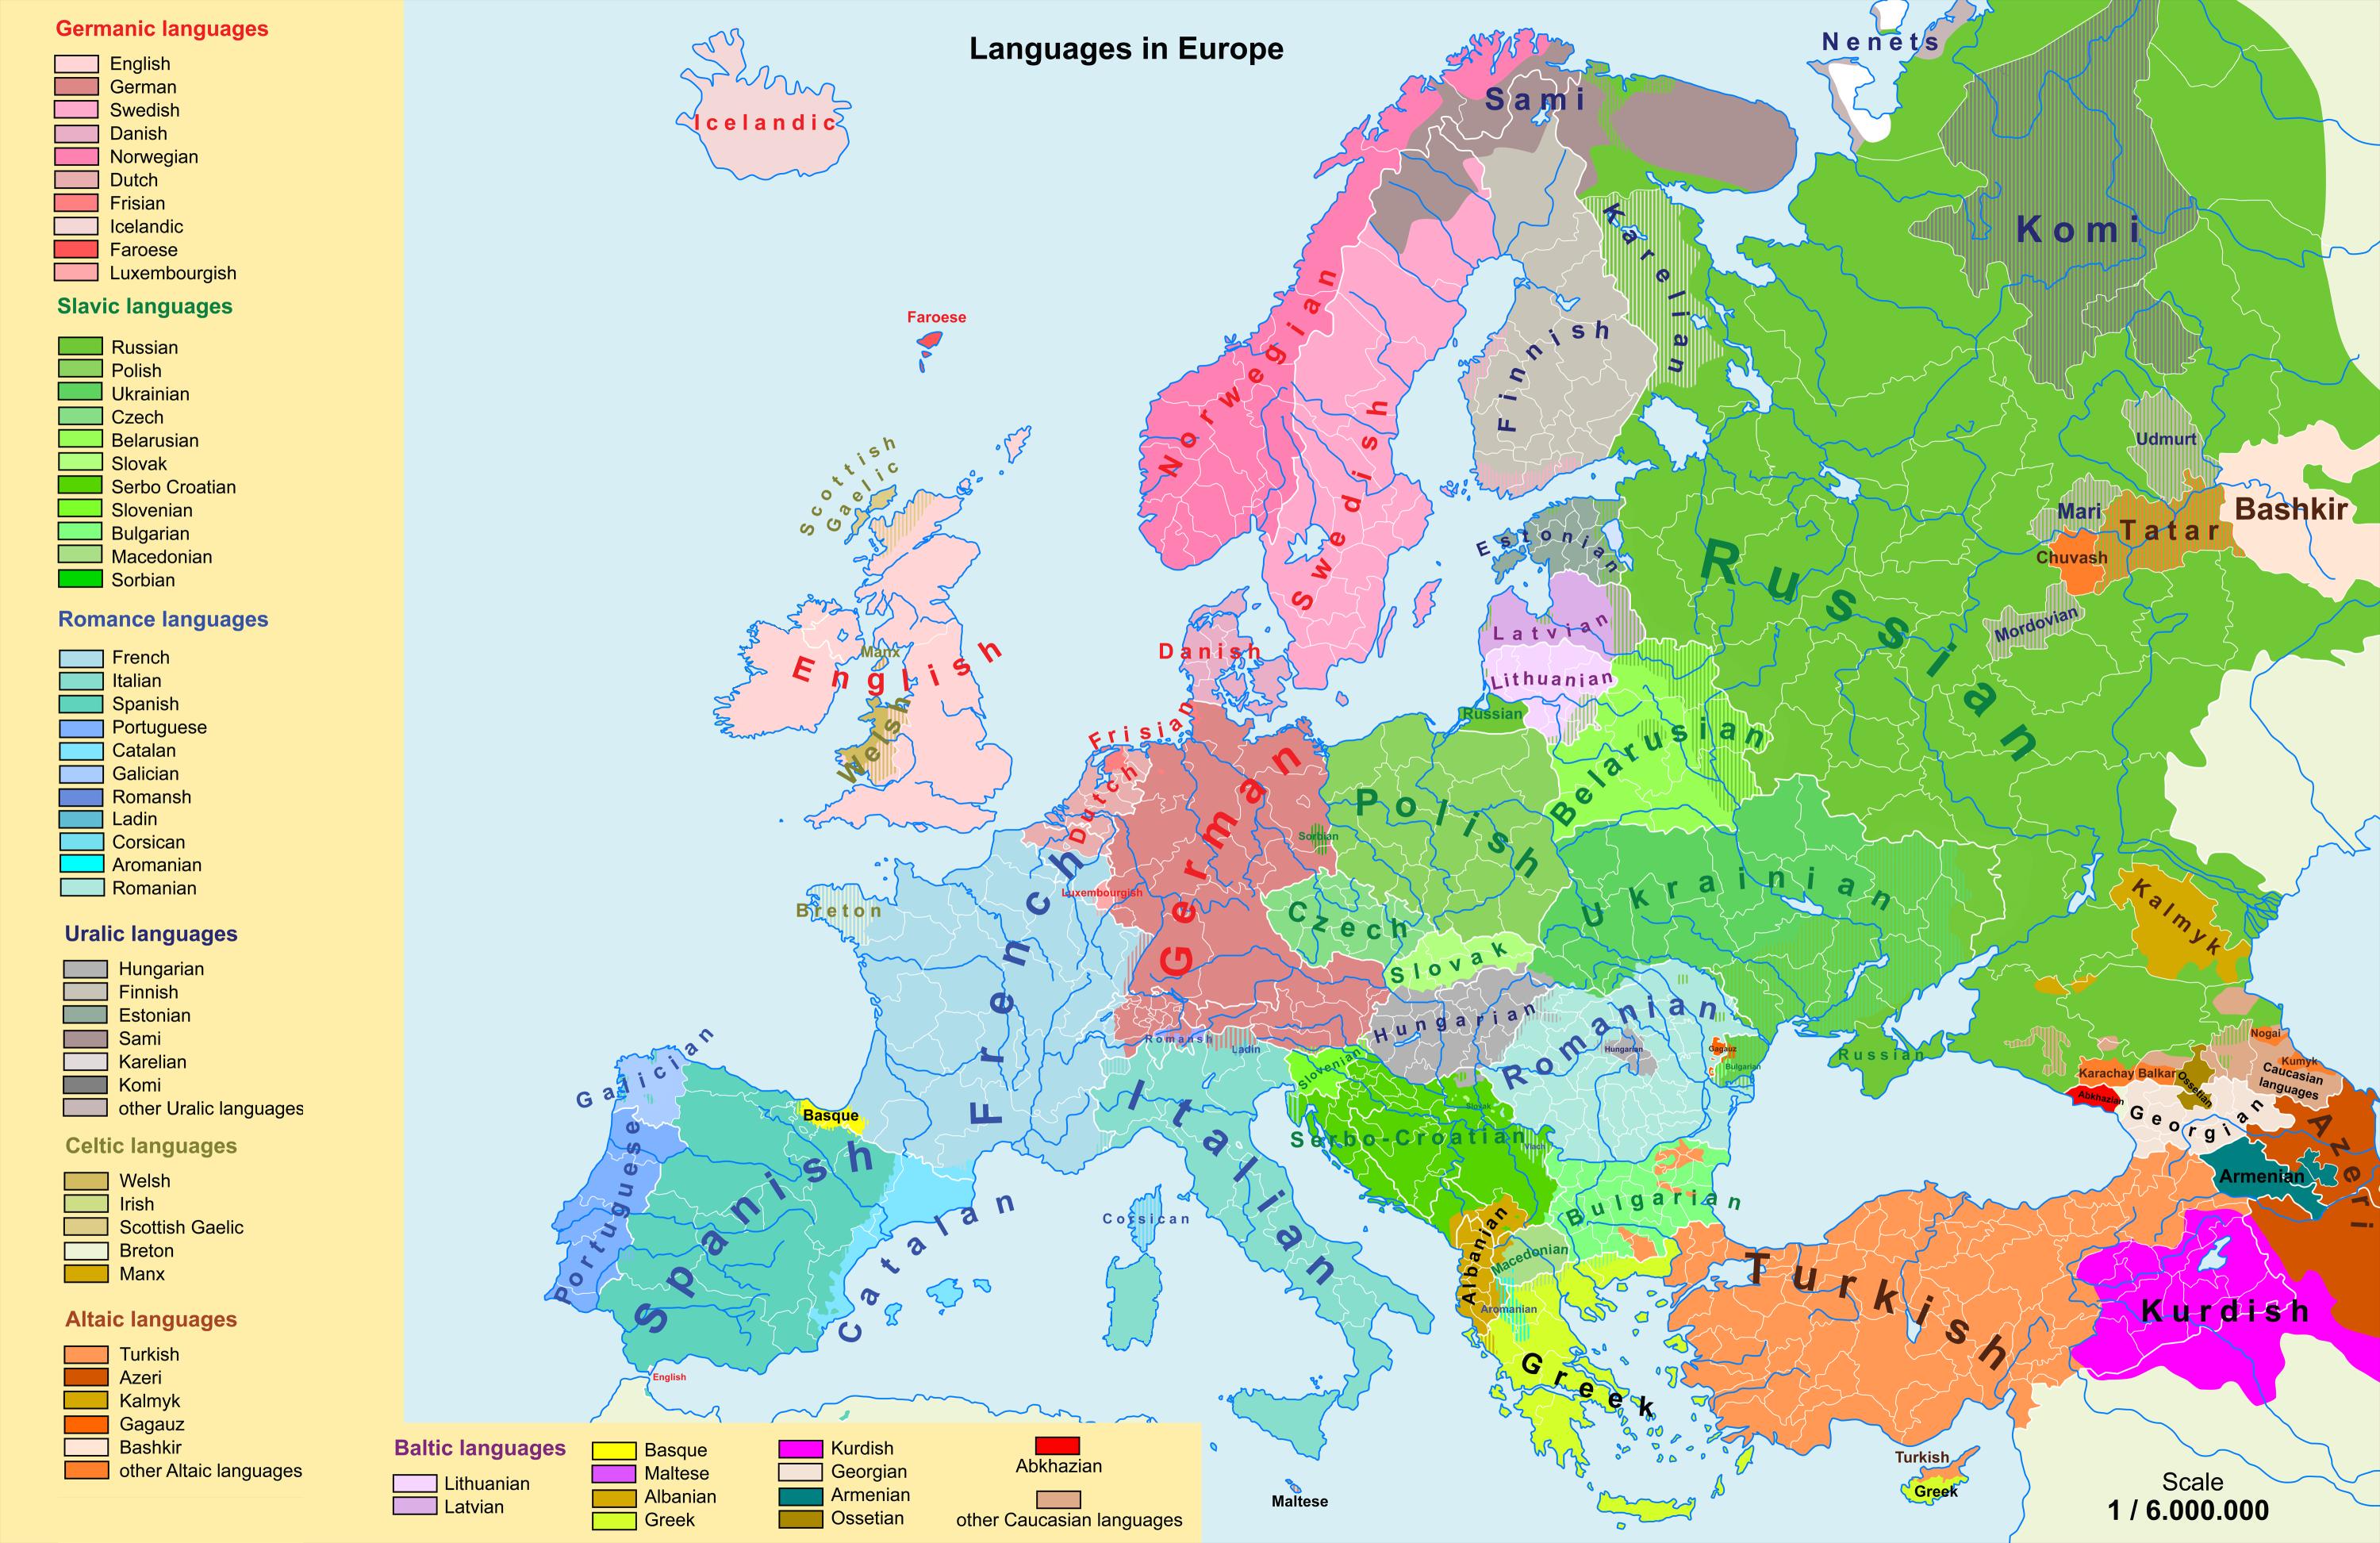 Languages in Europe
Germanic languages
English
German
Swedish
Danish
Norwegian
Dutch
Frisian
Icelandic
Faroese
Luxembourgish
Slavic languages
Russian
Polish
Ukrainian
Czech
Belarusian
Slovak
Serbo Croatian
Slovenian
Bulgarian
Macedonian
Sorbian
Romance languages
French
Italian
Spanish
Portuguese
Catalan
Galician
Romansh
Ladin
Corsican
Aromanian
Romanian
Uralic languages
Hungarian
Finnish
Estonian
Sami
Karelian
Komi
other Uralic languages
Celtic languages
Welsh
Irish
Scottish Gaelic
Breton
Manx
Altaic languages
Turkish
Azeri
Kalmyk
Gagauz
Bashkir
other Altaic languages
Baltic languages
Lithuanian
Latvian
Basque
Maltese
Albanian
Greek
Kurdish
Georgian
Armenian
Ossetian
Abkhazian
other Caucasian languages
Nenets
Sami
Icelandic
Komi
Karelian
Faroese
Norwegian
Finnish
Swedish
Scottish
Gaelic
Udmurt
Bashkir
Mari
Tatar
Chuvash
Estonian
Russian
Mordovian
Latvian
Lithuanian
Russian
Danish
English
Manx
Welsh
Frisian
Dutch
German
Sorbian
Polish
Belarusian
Ukrainian
Luxembourgish
Breton
French
Czech
Slovak
Kalmyk
Hungarian
Romanian
Hungarian
Gagauz
Bulgarian
Russian
Nogai
Kumyk
Caucasian
languages
Karachay Balkar
Ossetian
Abkhazian
Georgian
Azeri
Armenian
Romansh
Ladin
Slovenian
Galician
Portuguese
Basque
Spanish
Catalan
Italian
Corsican
Serbo-Croatian
Slovak
Vlach
Bulgarian
Albanian
Macedonian
Aromanian
Greek
Turkish
Kurdish
English
Maltese
Turkish
Greek
Scale
1 / 6.000.000